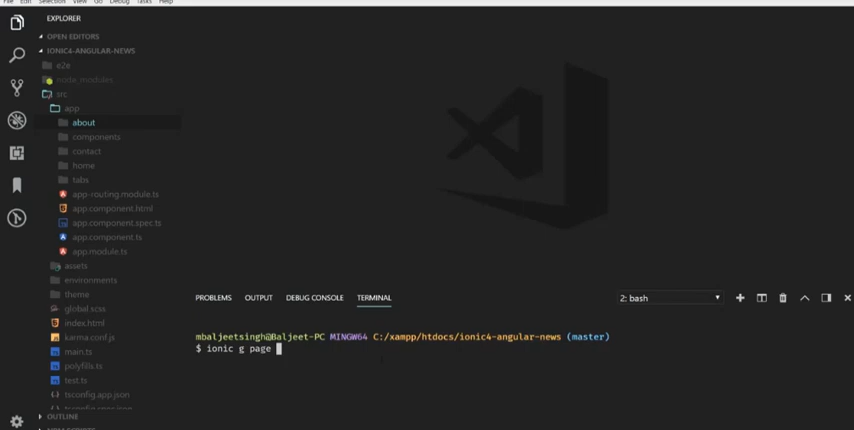 File Edit Selection View Go Debug Tasks Help
EXPLORER
OPEN EDITORS
IONIC4-ANGULAR-NEWS
e2e
node_modules
src
app
about
components
contact
home
tabs
app-routing.module.ts
app.component.html
app.component.spec.ts
app.component.ts
app.module.ts
assets
environments
theme
global.scss
index.html
karma.conf.js
main.ts
polyfills.ts
test.ts
tsconfig.app.json
tsconfig.spec.json
OUTLINE
PROBLEMS OUTPUT DEBUG CONSOLE TERMINAL 2: bash
mbaljeetsingh@Baljeet-PC MINGW64 C:/xampp/htdocs/ionic4-angular-news (master)
$ ionic g page